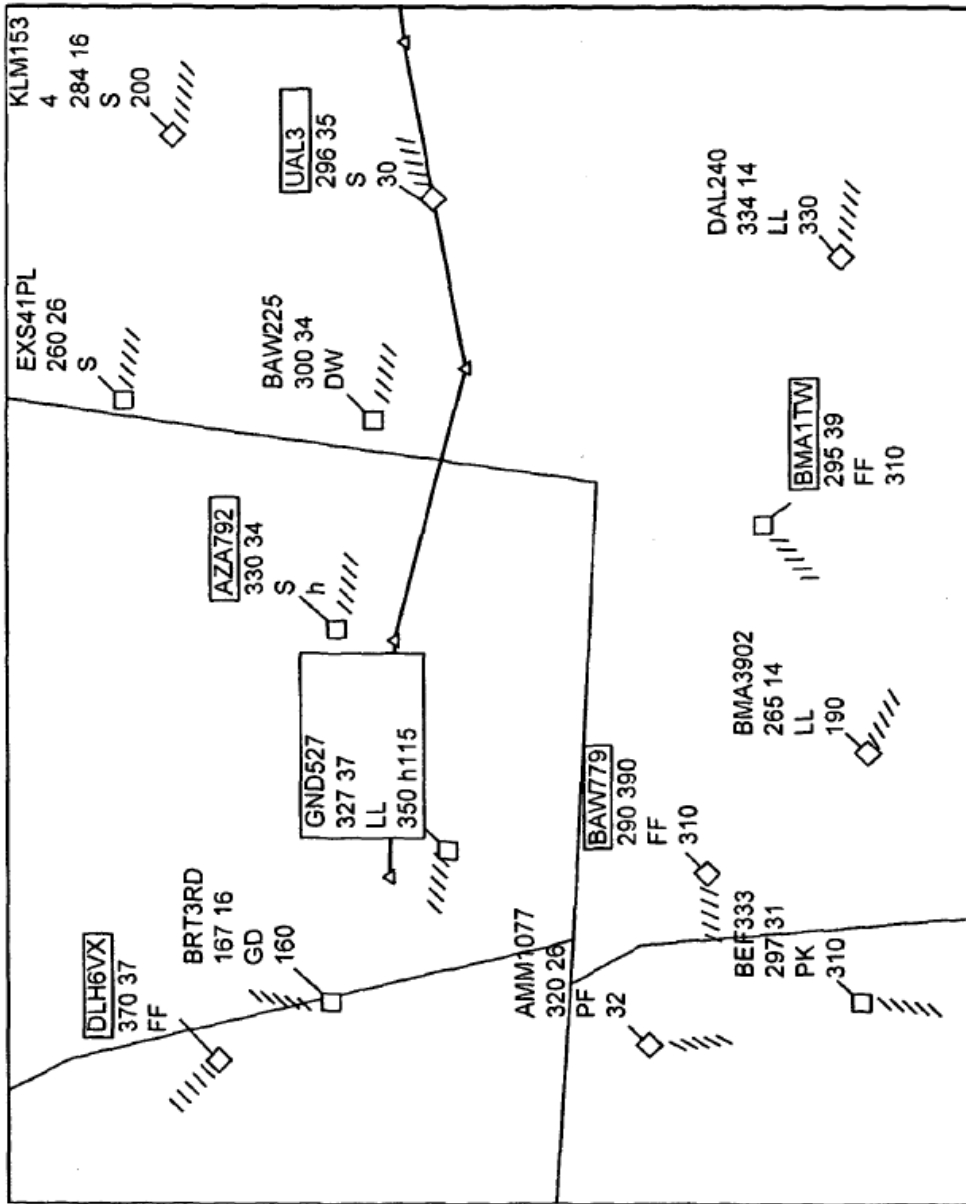 KLM153
4 284 16
S 200
EXS41PL
260 26
S
UAL3
296 35
S 30
BAW225
300 34
DW
AZA792
330 34
S h
GND527
327 37
LL
350 h115
DLH6VX
370 37
FF
BRT3RD
167 16
GD
160
AMM1077
320 26
PF
32
BAW779
290 390
FF
310
BEF333
297 31
PK
310
BMA3902
265 14
LL
190
BMA1TW
295 39
FF
310
DAL240
334 14
LL
330